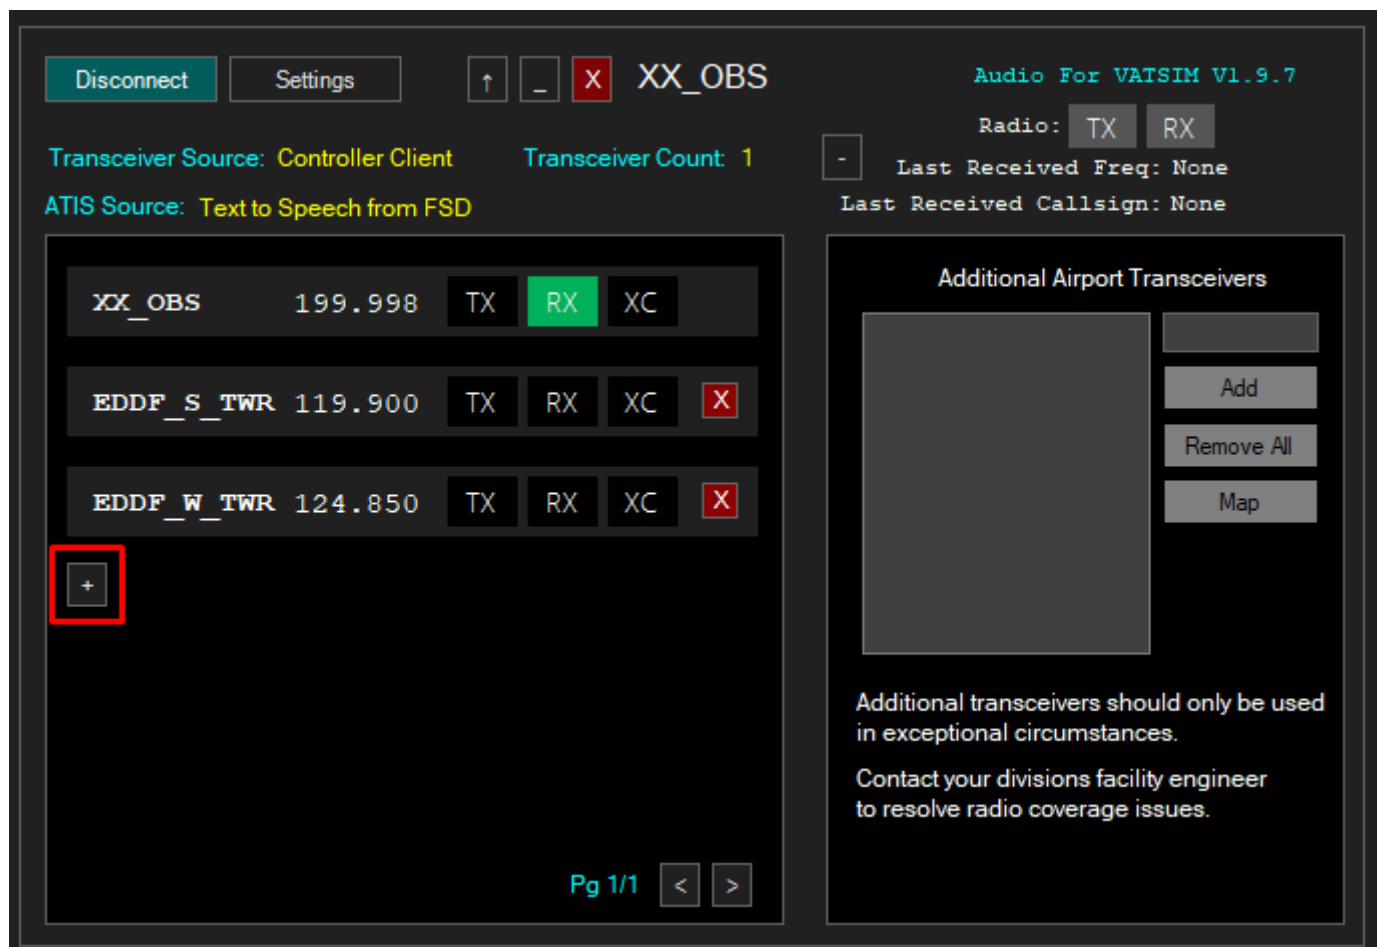 Disconnect Settings ↑ _ X XX_OBS Audio For VATSIM V1.9.7
Radio: TX RX
Transceiver Source: Controller Client Transceiver Count: 1 - Last Received Freq: None
ATIS Source: Text to Speech from FSD Last Received Callsign: None
XX_OBS 199.998 TX RX XC
EDDF_S_TWR 119.900 TX RX XC X
EDDF_W_TWR 124.850 TX RX XC X
+
Pg 1/1 < >
Additional Airport Transceivers
Add
Remove All
Map
Additional transceivers should only be used
in exceptional circumstances.
Contact your divisions facility engineer
to resolve radio coverage issues.